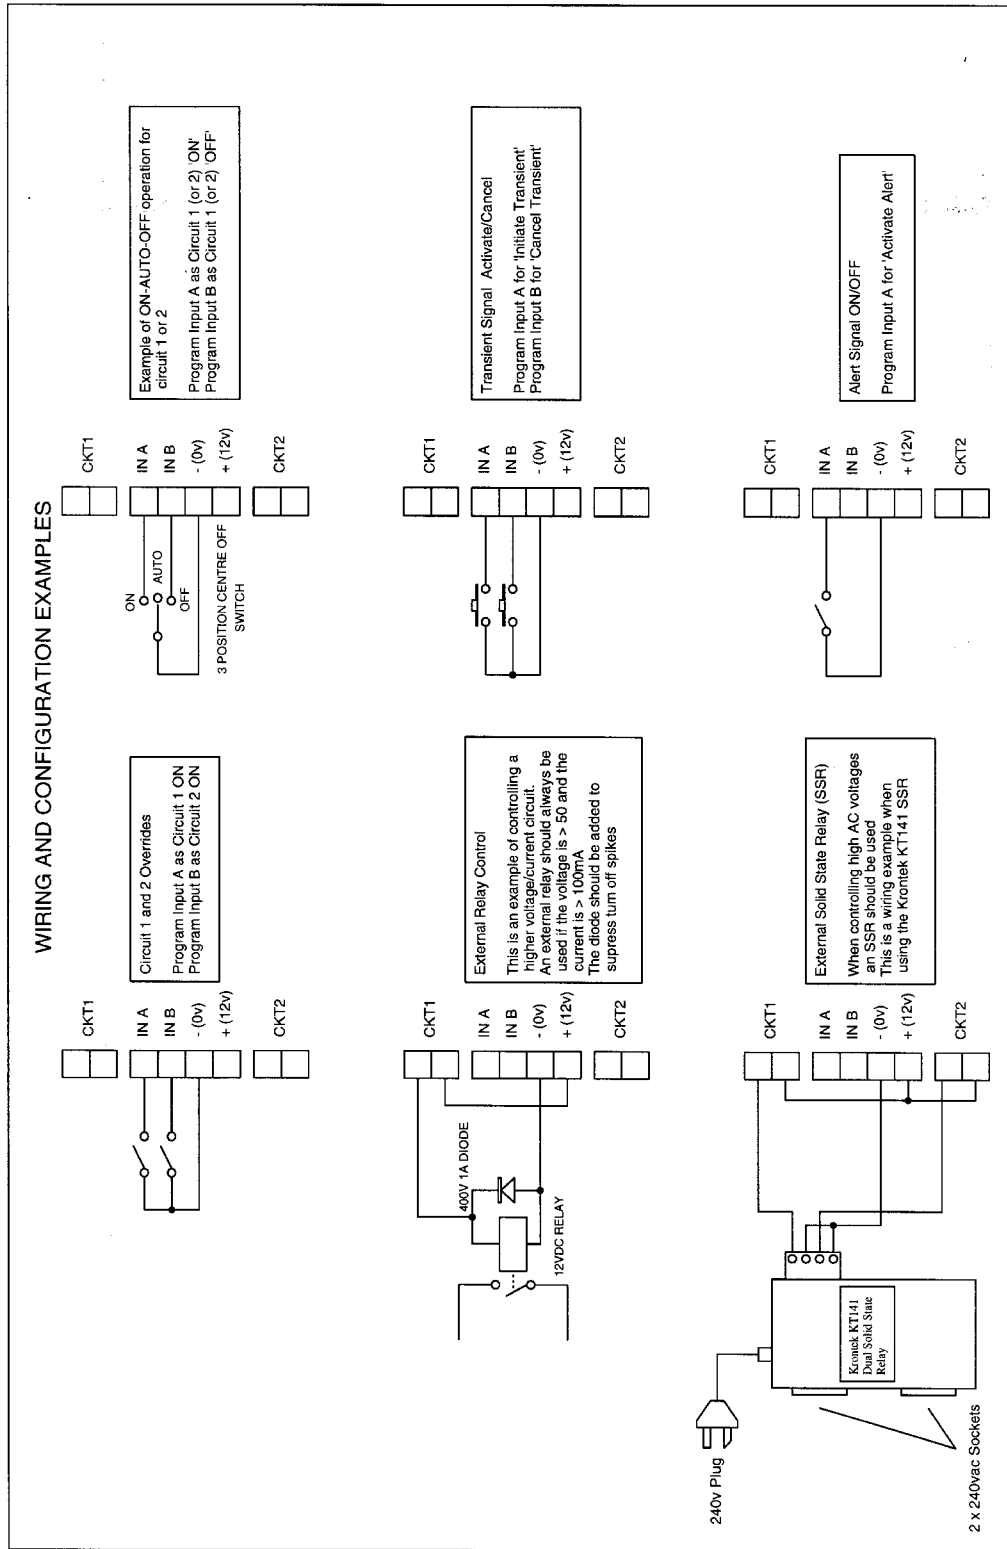 WIRING AND CONFIGURATION EXAMPLES
CKT1
IN A
IN B
- (0v)
+ (12v)
CKT2
Circuit 1 and 2 Overrides
Program Input A as Circuit 1 ON
Program Input B as Circuit 2 ON
ON
AUTO
OFF
3 POSITION CENTRE OFF
SWITCH
CKT1
IN A
IN B
- (0v)
+ (12v)
CKT2
Example of ON-AUTO-OFF operation for
circuit 1 or 2
Program Input A as Circuit 1 (or 2) 'ON'
Program Input B as Circuit 1 (or 2) 'OFF'
400V 1A DIODE
12VDC RELAY
CKT1
IN A
IN B
- (0v)
+ (12v)
CKT2
External Relay Control
This is an example of controlling a
higher voltage/current circuit.
An external relay should always be
used if the voltage is > 50 and the
current is > 100mA
The diode should be added to
supress turn off spikes
CKT1
IN A
IN B
- (0v)
+ (12v)
CKT2
Transient Signal Activate/Cancel
Program Input A for 'Initiate Transient'
Program Input B for 'Cancel Transient'
240v Plug
Krontek KT141
Dual Solid State
Relay
2 x 240vac Sockets
CKT1
IN A
IN B
- (0v)
+ (12v)
CKT2
External Solid State Relay (SSR)
When controlling high AC voltages
an SSR should be used
This is a wiring example when
using the Krontek KT141 SSR
CKT1
IN A
IN B
- (0v)
+ (12v)
CKT2
Alert Signal ON/OFF
Program Input A for 'Activate Alert'